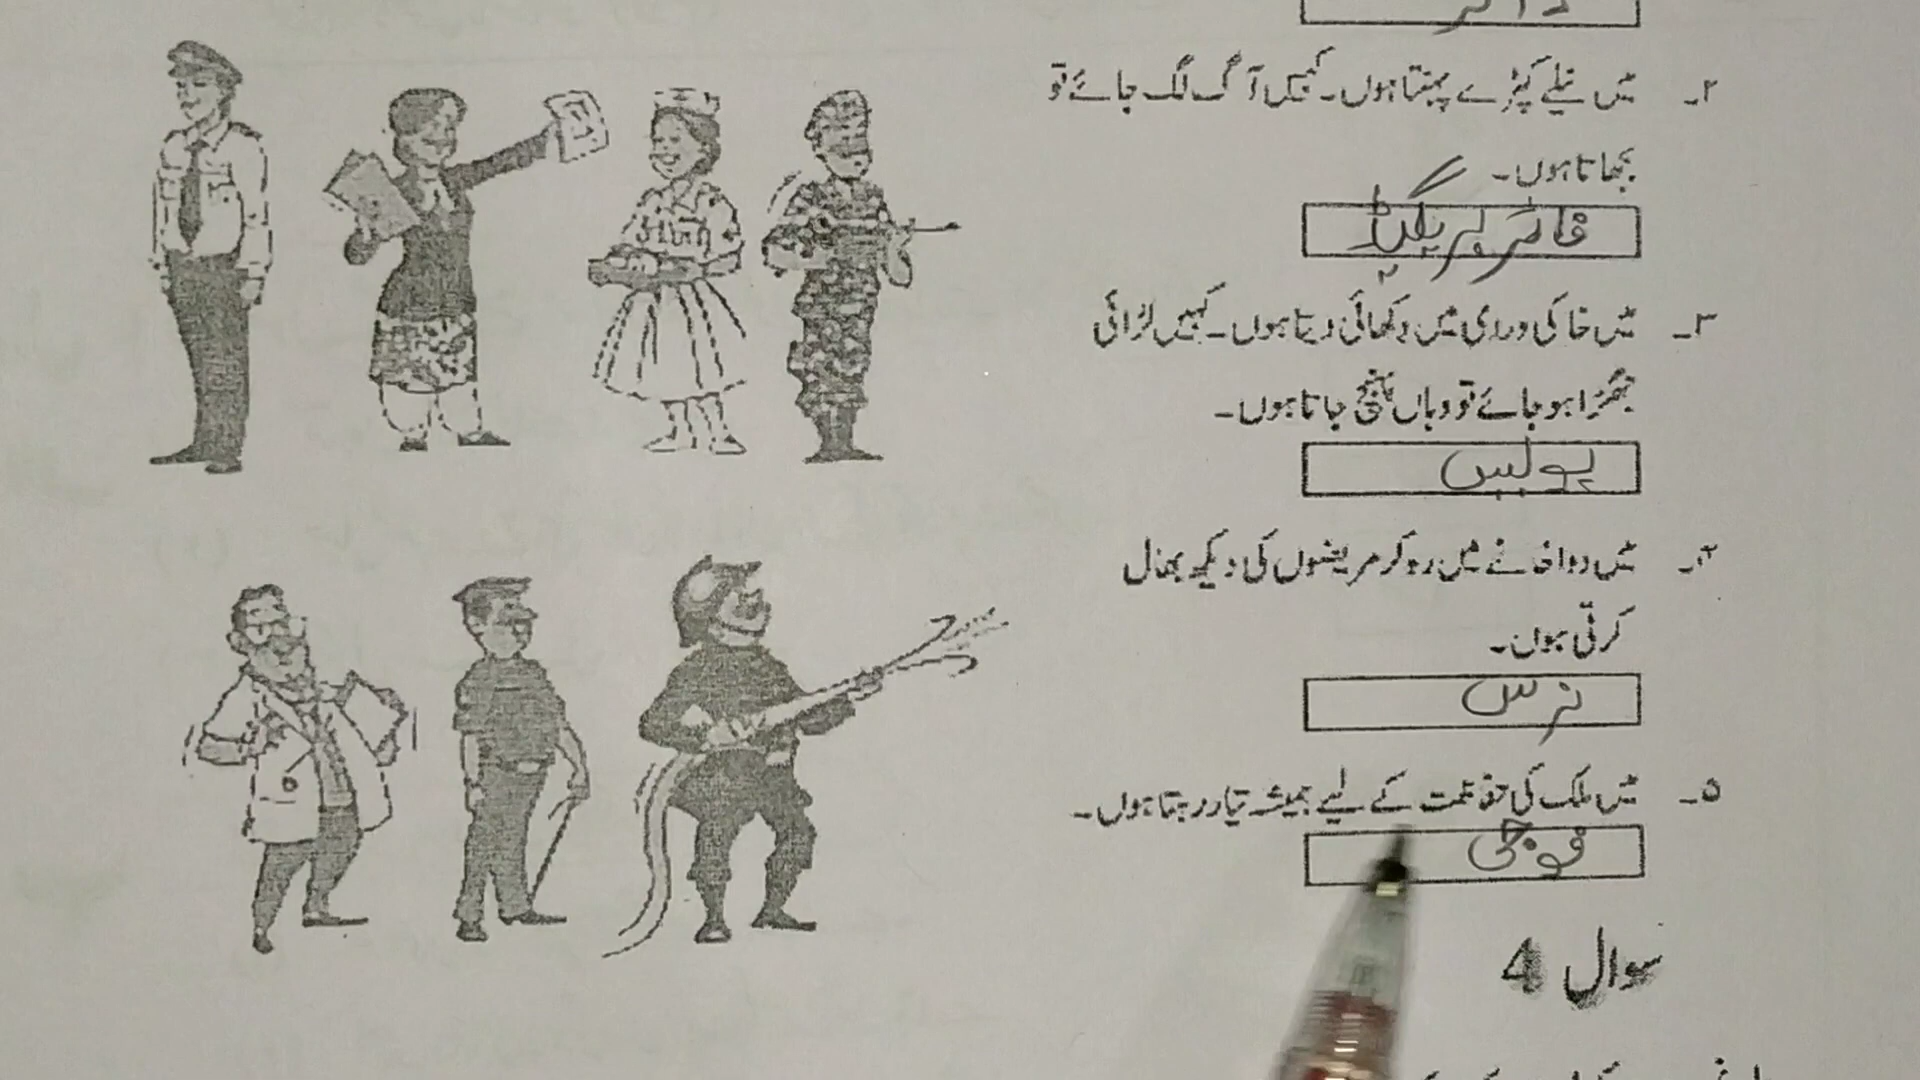 ڈاکٹر
۲۔ میں نیلے کپڑے پہنتا ہوں۔ کہیں آگ لگ جائے تو
بجھاتا ہوں۔
فائر بریگیڈ
۳۔ میں خاکی وردی میں دکھائی دیتا ہوں۔ کہیں لڑائی
جھگڑا ہو جائے تو وہاں پہنچ جاتا ہوں۔
پولیس
۴۔ میں دواخانے میں رہ کر مریضوں کی دیکھ بھال
کرتی ہوں۔
نرس
۵۔ میں ملک کی حفاظت کے لیے ہمیشہ تیار رہتا ہوں۔
فوجی
سوال 4